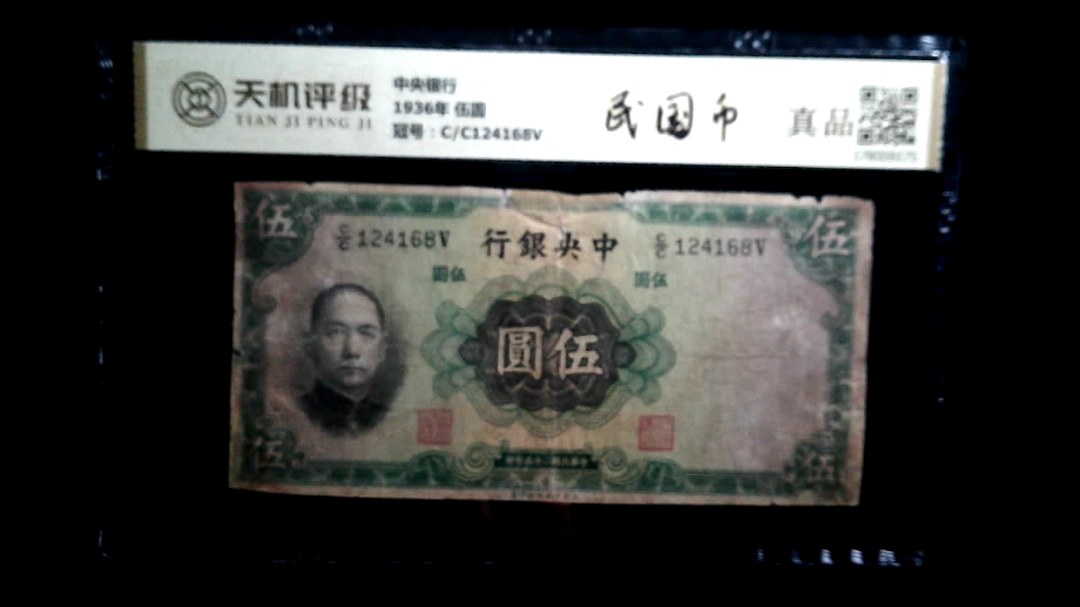 天机评级
TIAN JI PING JI
中央银行
1936年 伍圆
冠号：C/C124168V
民国币
真品
伍
伍
C/C 124168V
行銀央中
C/C 124168V
圓伍
圓伍
圓伍
伍
伍